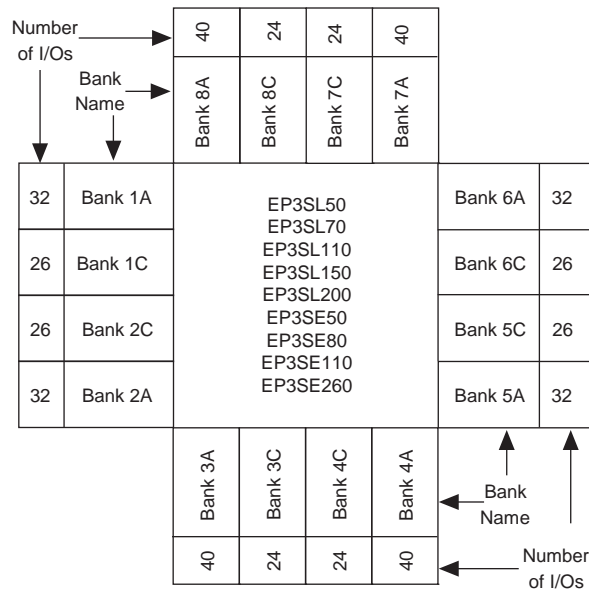 Number
of I/Os
40
24
24
40
Bank
Name
Bank 8A
Bank 8C
Bank 7C
Bank 7A
32
Bank 1A
26
Bank 1C
26
Bank 2C
32
Bank 2A
EP3SL50
EP3SL70
EP3SL110
EP3SL150
EP3SL200
EP3SE50
EP3SE80
EP3SE110
EP3SE260
Bank 6A
32
Bank 6C
26
Bank 5C
26
Bank 5A
32
Bank 3A
Bank 3C
Bank 4C
Bank 4A
Bank
Name
40
24
24
40
Number
of I/Os